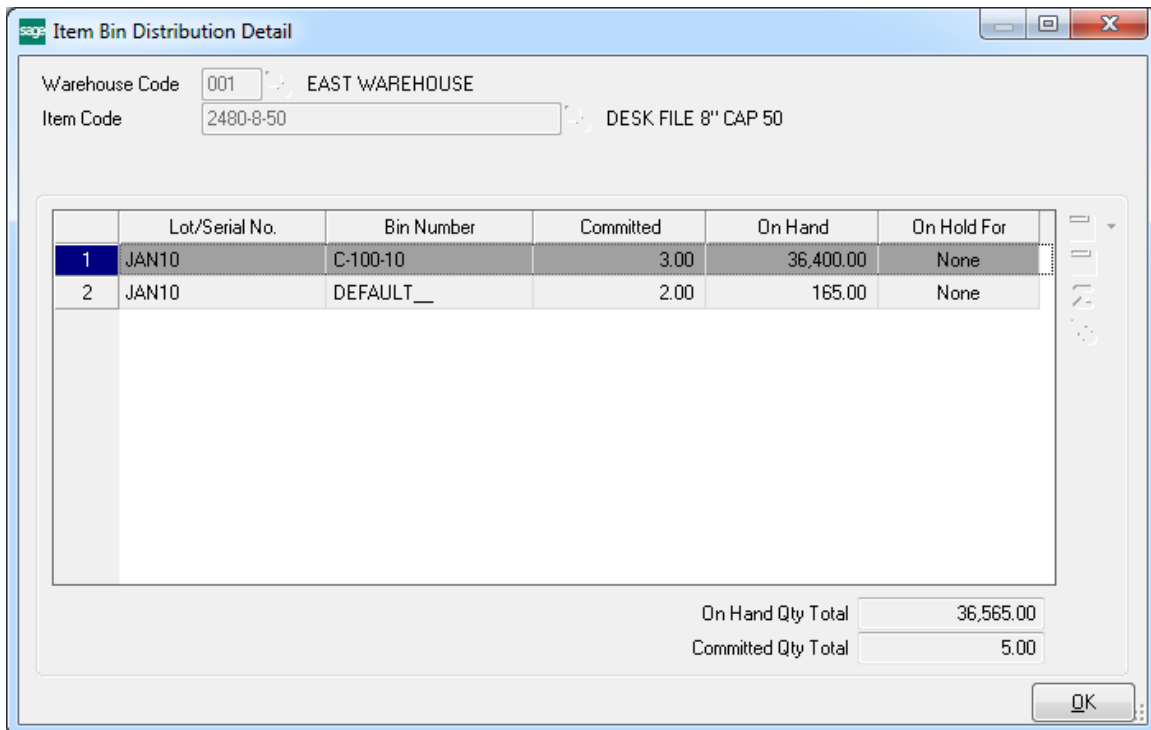 sage Item Bin Distribution Detail
Warehouse Code 001 EAST WAREHOUSE
Item Code 2480-8-50 DESK FILE 8" CAP 50
Lot/Serial No. Bin Number Committed On Hand On Hold For
1 JAN10 C-100-10 3.00 36,400.00 None
2 JAN10 DEFAULT__ 2.00 165.00 None
On Hand Qty Total 36,565.00
Committed Qty Total 5.00
OK